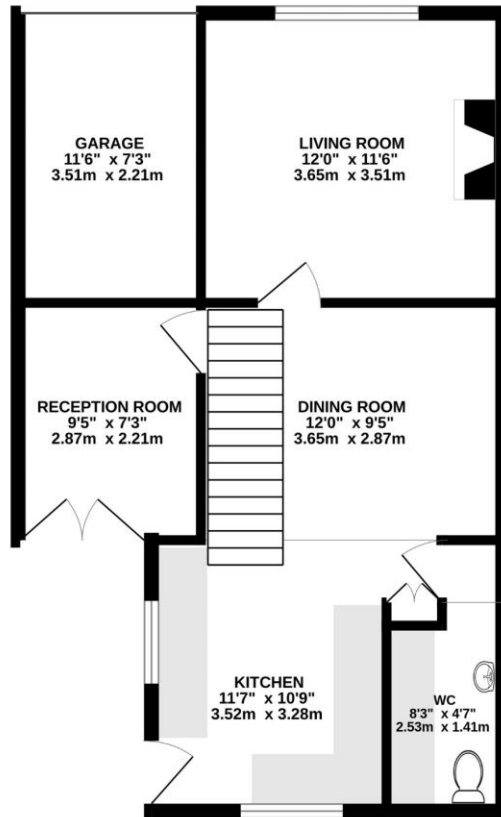 GARAGE
11'6" x 7'3"
3.51m x 2.21m
LIVING ROOM
12'0" x 11'6"
3.65m x 3.51m
RECEPTION ROOM
9'5" x 7'3"
2.87m x 2.21m
DINING ROOM
12'0" x 9'5"
3.65m x 2.87m
KITCHEN
11'7" x 10'9"
3.52m x 3.28m
WC
8'3" x 4'7"
2.53m x 1.41m